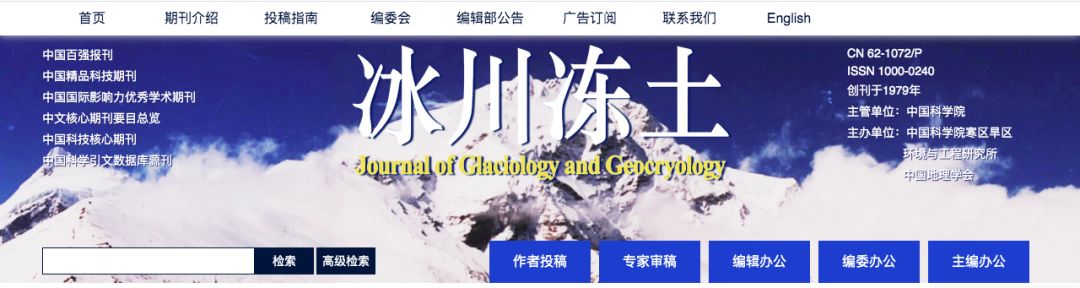 首页 期刊介绍 投稿指南 编委会 编辑部公告 广告订阅 联系我们 English
中国百强报刊
中国精品科技期刊
中国国际影响力优秀学术期刊
中文核心期刊要目总览
中国科技核心期刊
中国科学引文数据库源刊
冰川冻土
Journal of Glaciology and Geocryology
CN 62-1072/P
ISSN 1000-0240
创刊于1979年
主管单位：中国科学院
主办单位：中国科学院寒区旱区
环境与工程研究所
中国地理学会
检索 高级检索
作者投稿 专家审稿 编辑办公 编委办公 主编办公